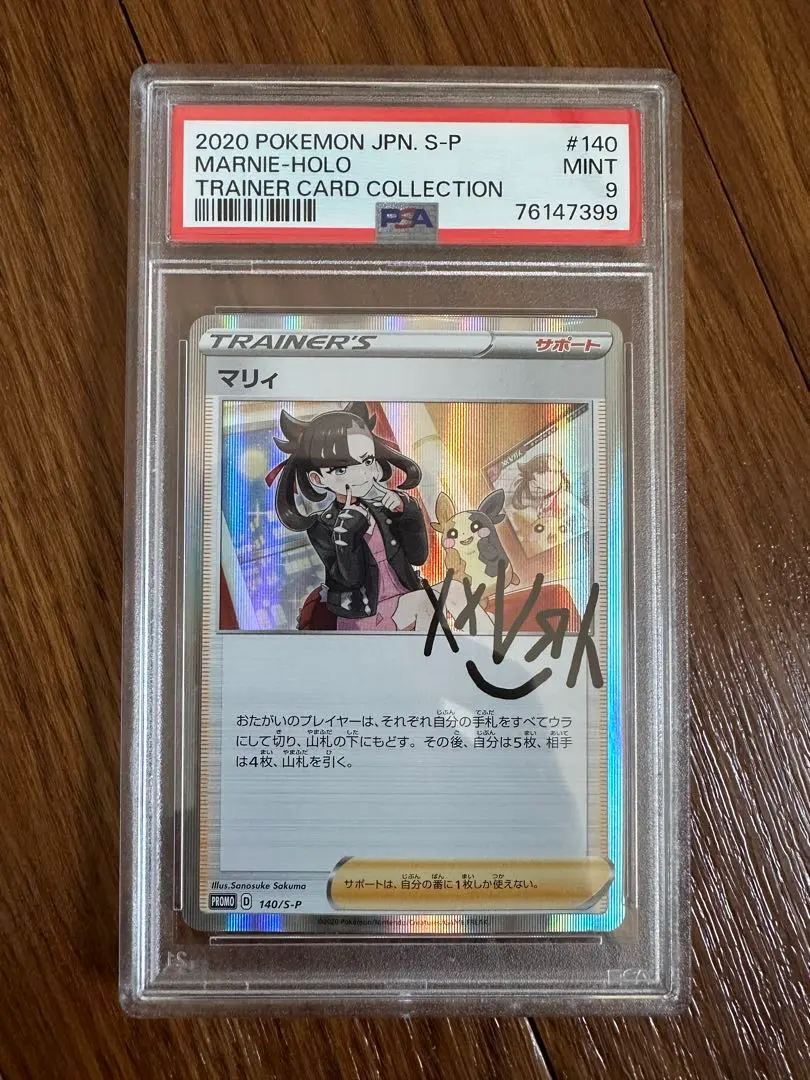 2020 POKEMON JPN. S-P #140
MARNIE-HOLO MINT
TRAINER CARD COLLECTION 9
PSA 76147399
TRAINER'S サポート
マリィ
おたがいのプレイヤーは、それぞれ自分の手札をすべてウラ
にして切り、山札の下にもどす。その後、自分は5枚、相手
は4枚、山札を引く。
サポートは、自分の番に1枚しか使えない。
Illus.Sanosuke Sakuma
PROMO D 140/S-P